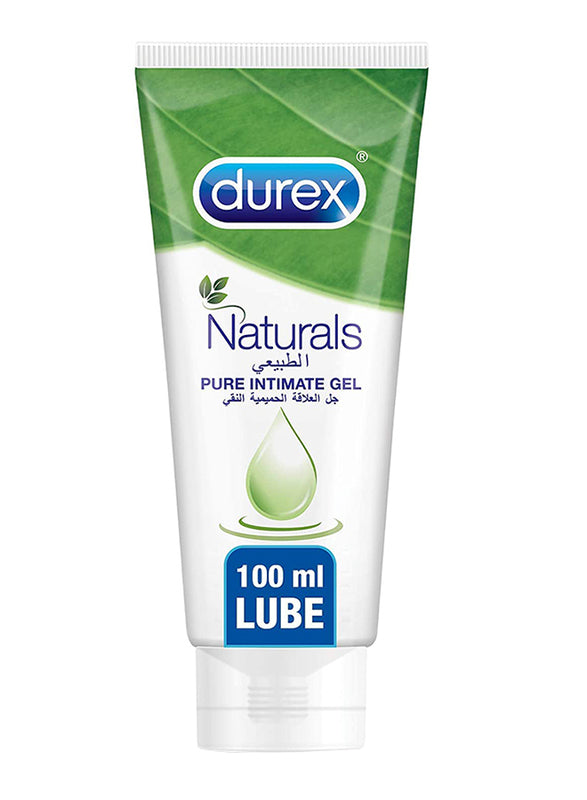 durex®
Naturals
الطبيعي
PURE INTIMATE GEL
جل العلاقة الحميمية النقي
100 ml
LUBE